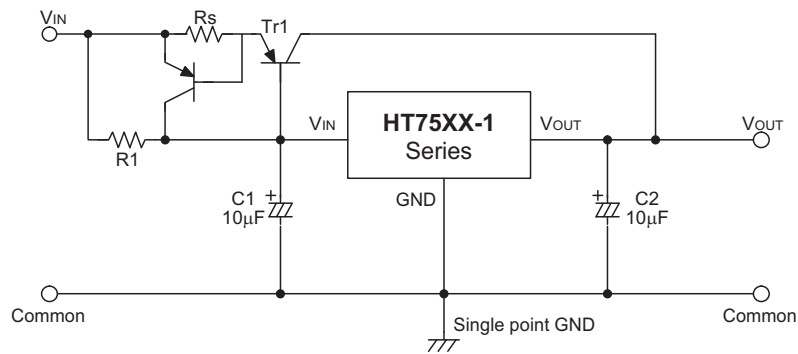 VIN
Rs
Tr1
R1
VIN
HT75XX-1
Series
VOUT
VOUT
GND
C1
10μF
+
C2
10μF
+
Common
Single point GND
Common